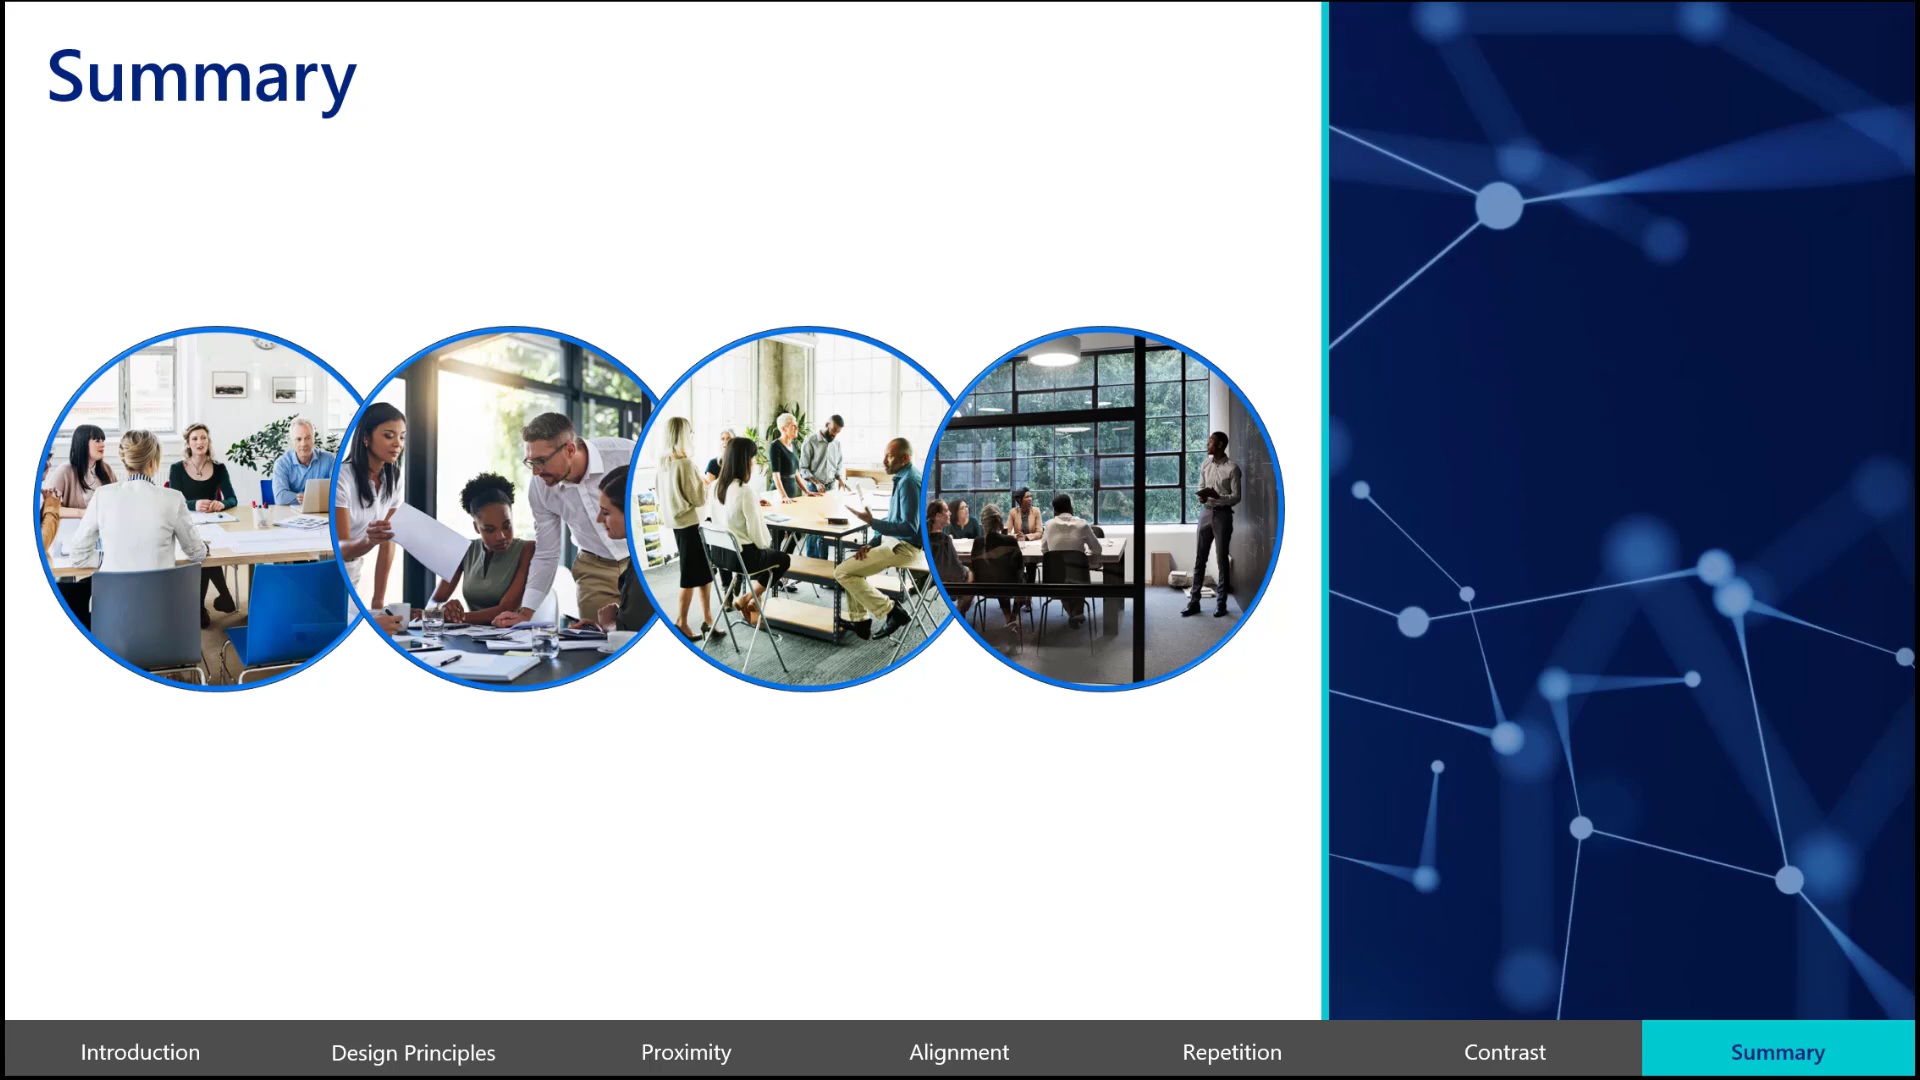 Summary
Introduction
Design Principles
Proximity
Alignment
Repetition
Contrast
Summary